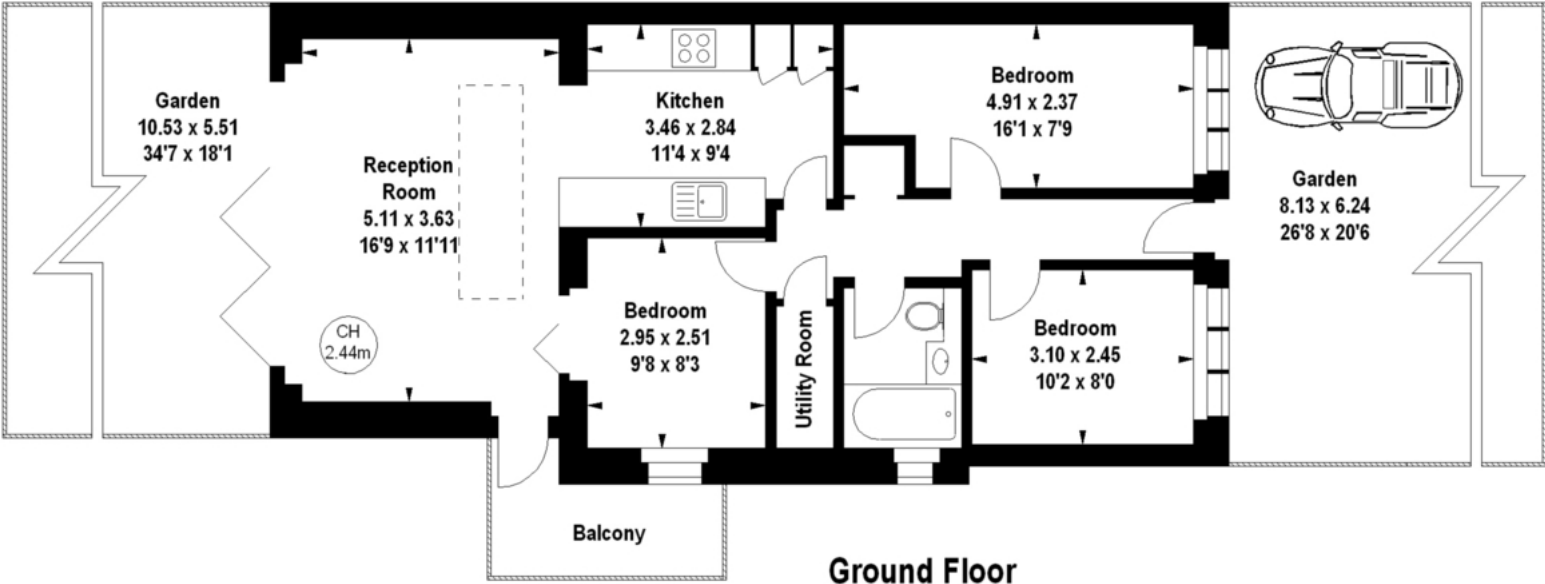 Garden
10.53 x 5.51
34'7 x 18'1
Reception
Room
5.11 x 3.63
16'9 x 11'11
CH
2.44m
Kitchen
3.46 x 2.84
11'4 x 9'4
Bedroom
4.91 x 2.37
16'1 x 7'9
Garden
8.13 x 6.24
26'8 x 20'6
Bedroom
2.95 x 2.51
9'8 x 8'3
Utility Room
Bedroom
3.10 x 2.45
10'2 x 8'0
Balcony
Ground Floor